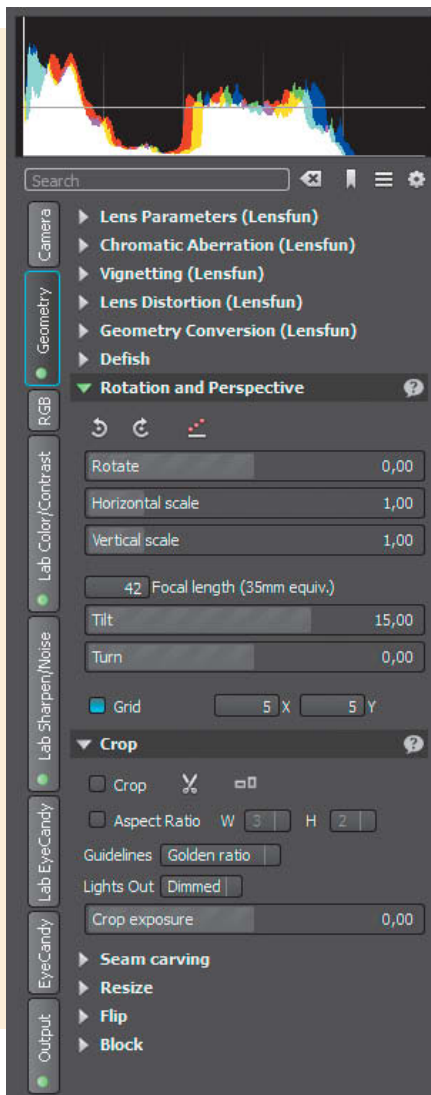 Search
Camera
Geometry
RGB
Lab Color/Contrast
Lab Sharpen/Noise
Lab EyeCandy
EyeCandy
Output
Lens Parameters (Lensfun)
Chromatic Aberration (Lensfun)
Vignetting (Lensfun)
Lens Distortion (Lensfun)
Geometry Conversion (Lensfun)
Defish
Rotation and Perspective ?
Rotate 0,00
Horizontal scale 1,00
Vertical scale 1,00
42 Focal length (35mm equiv.)
Tilt 15,00
Turn 0,00
Grid 5 X 5 Y
Crop ?
Crop
Aspect Ratio W 3 H 2
Guidelines Golden ratio
Lights Out Dimmed
Crop exposure 0,00
Seam carving
Resize
Flip
Block